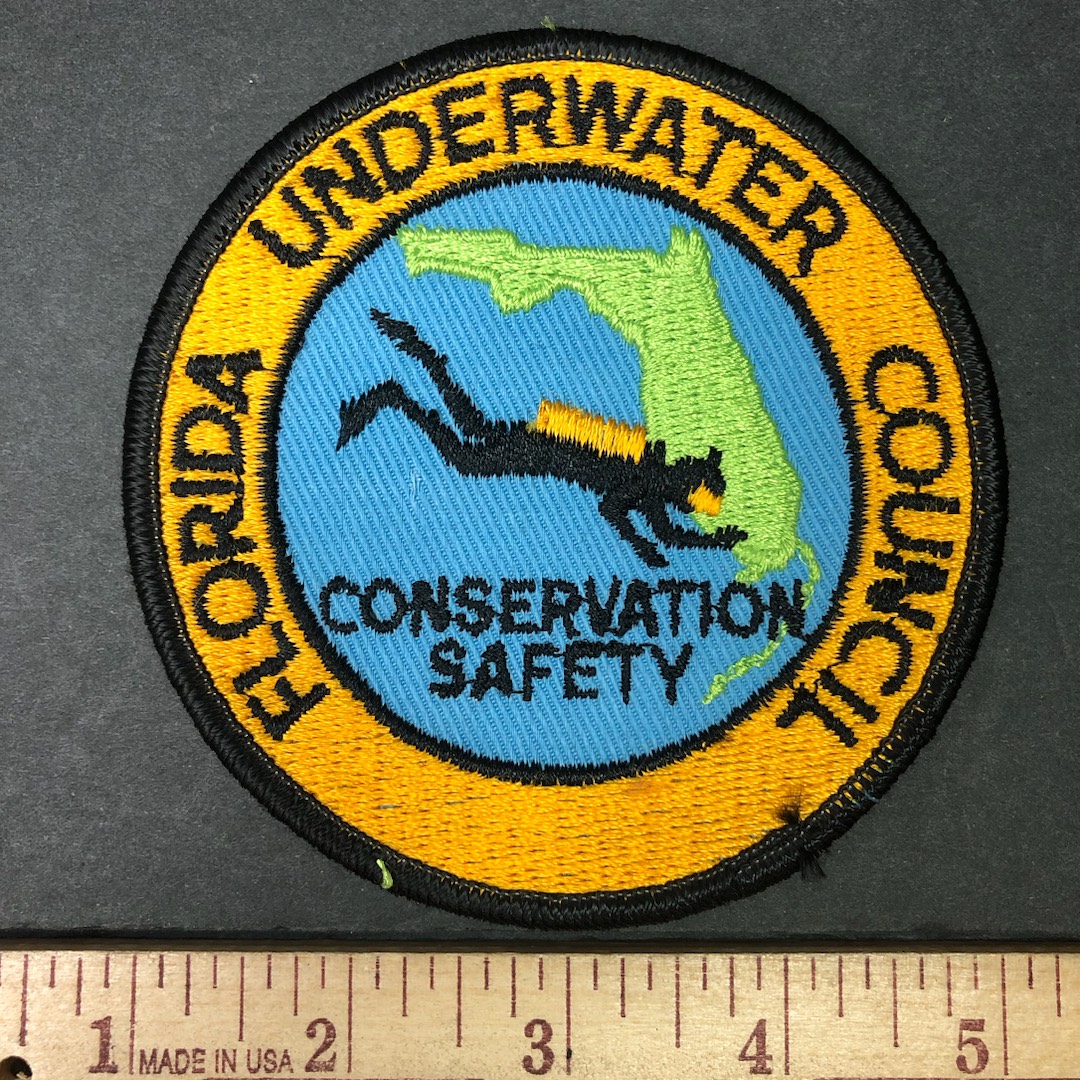 FLORIDA UNDERWATER COUNCIL
CONSERVATION
SAFETY
1 MADE IN USA 2 3 4 5